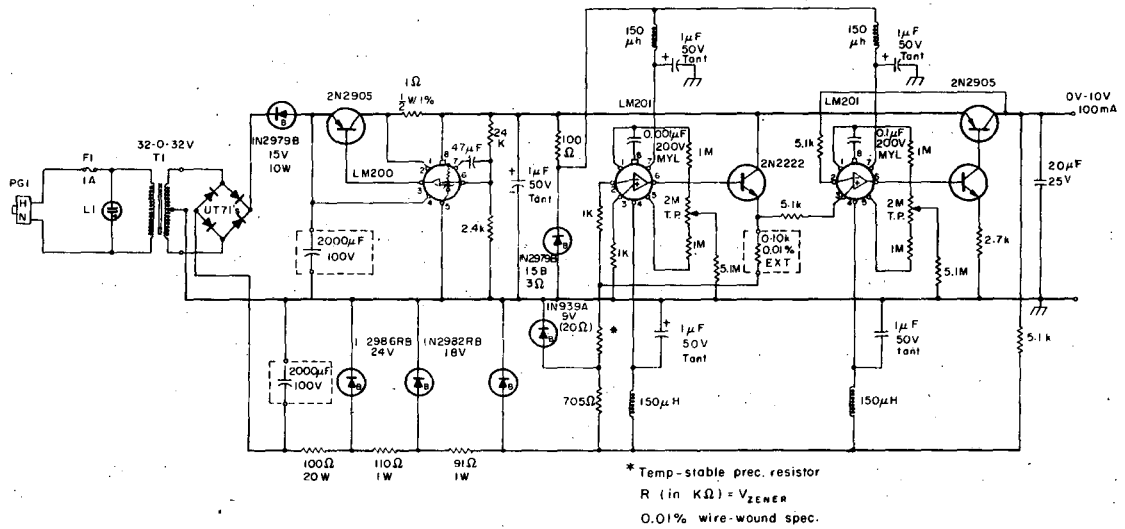 PG1
H
N
F1
1A
L1
32-0-32V
T1
UT71's
1N2979B
15V
10W
2N2905
1Ω
½W 1%
LM200
2000µF
100V
47µF
24
K
2.4k
1µF
50V
Tant
100
Ω
1N2979B
15B
3Ω
150
µh
1µF
50V
Tant
LM201
0.001µF
200V
MYL
1M
2M
T.P.
1M
5.1M
1K
1K
2N2222
5.1k
0-10k
0.01%
EXT
150
µh
1µF
50V
Tant
LM201
5.1k
0.1µF
200V
MYL
1M
2M
T.P.
1M
5.1M
2N2905
2.7k
0V-10V
100mA
20µF
25V
5.1k
2000µF
100V
2986RB
24V
1N2982RB
18V
1N939A
9V
(20Ω)
*
705Ω
1µF
50V
Tant
150µH
1µF
50V
tant
150µH
100Ω
20W
110Ω
1W
91Ω
1W
* Temp-stable prec. resistor
R (in KΩ) = VZENER
0.01% wire-wound spec.